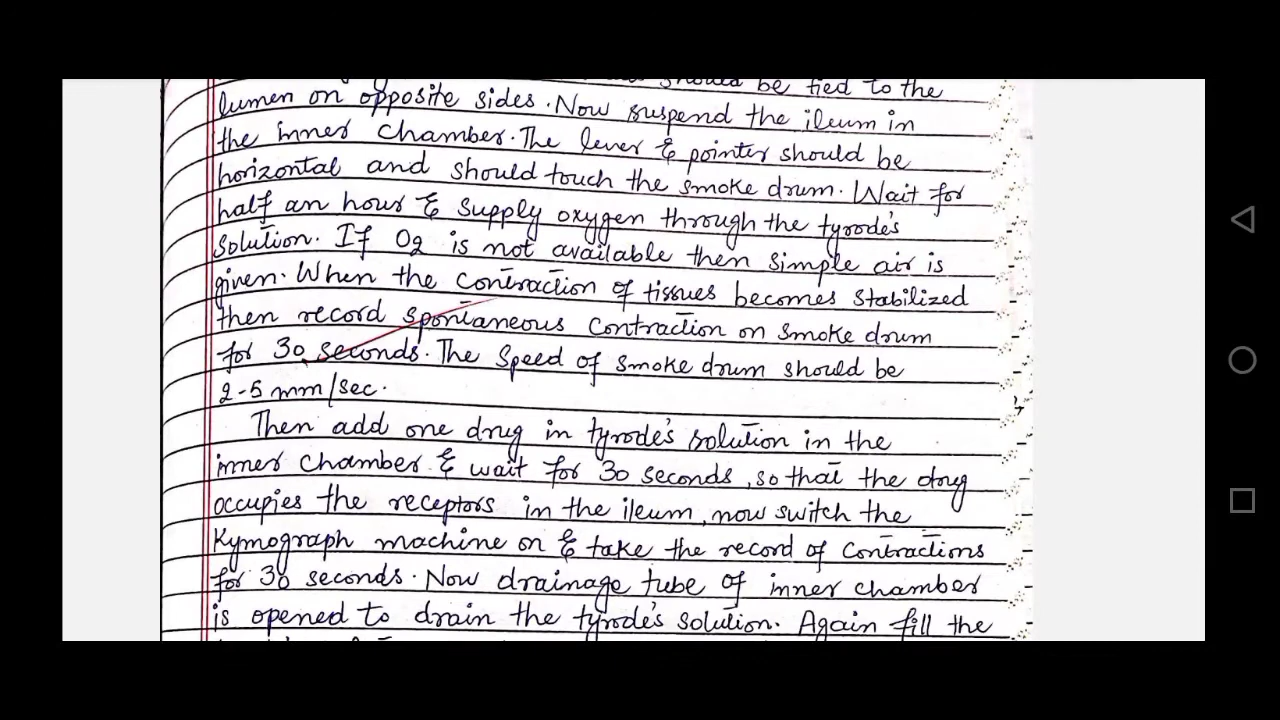 should be tied to the
lumen on opposite sides. Now suspend the ileum in
the inner chamber. The lever & pointer should be
horizontal and should touch the smoke drum. Wait for
half an hour & supply oxygen through the tyrode's
solution. If O2 is not available then simple air is
given. When the contraction of tissues becomes stabilized
then record spontaneous contraction on smoke drum
for 30 seconds. The speed of smoke drum should be
2-5 mm/sec.
Then add one drug in tyrode's solution in the
inner chamber & wait for 30 seconds, so that the drug
occupies the receptors in the ileum, now switch the
Kymograph machine on & take the record of contractions
for 30 seconds. Now drainage tube of inner chamber
is opened to drain the tyrode's solution. Again fill the